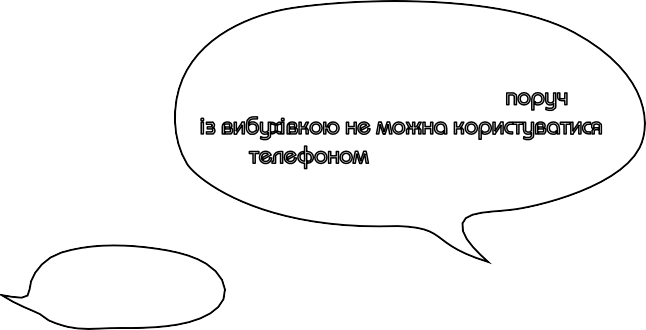 поруч
із вибухівкою не можна користуватися
телефоном